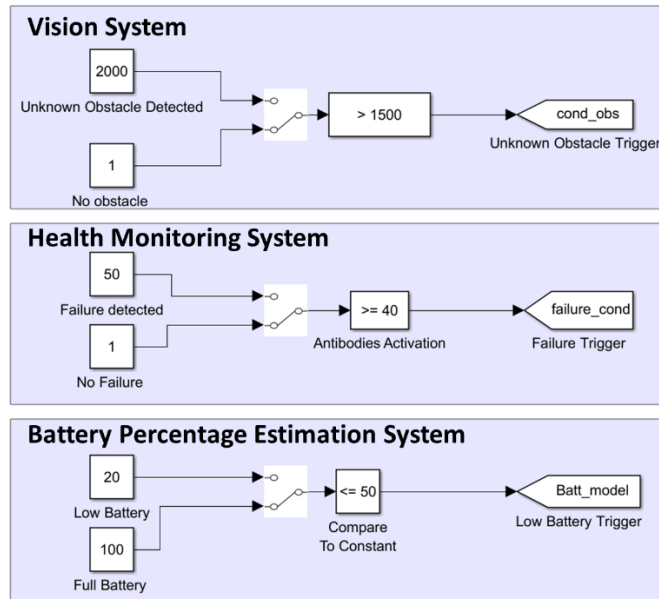 Vision System
2000
Unknown Obstacle Detected
> 1500
cond_obs
Unknown Obstacle Trigger
1
No obstacle
Health Monitoring System
50
Failure detected
>= 40
Antibodies Activation
failure_cond
Failure Trigger
1
No Failure
Battery Percentage Estimation System
20
Low Battery
<= 50
Compare
To Constant
Batt_model
Low Battery Trigger
100
Full Battery